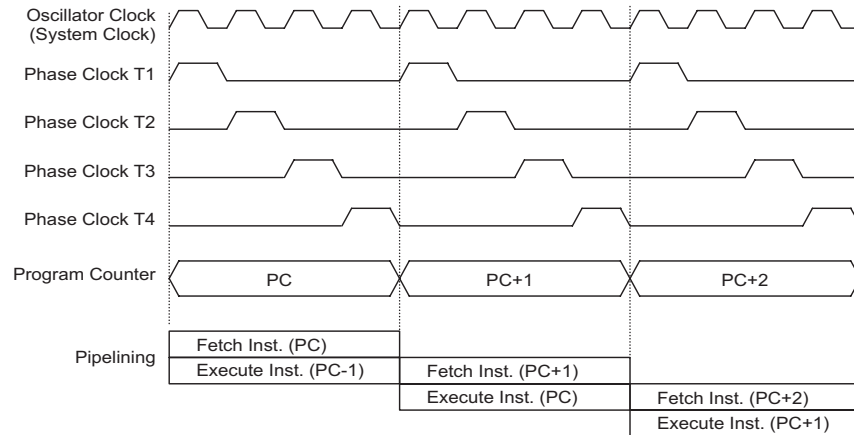 Oscillator Clock
(System Clock)
Phase Clock T1
Phase Clock T2
Phase Clock T3
Phase Clock T4
Program Counter
PC
PC+1
PC+2
Pipelining
Fetch Inst. (PC)
Execute Inst. (PC-1)
Fetch Inst. (PC+1)
Execute Inst. (PC)
Fetch Inst. (PC+2)
Execute Inst. (PC+1)